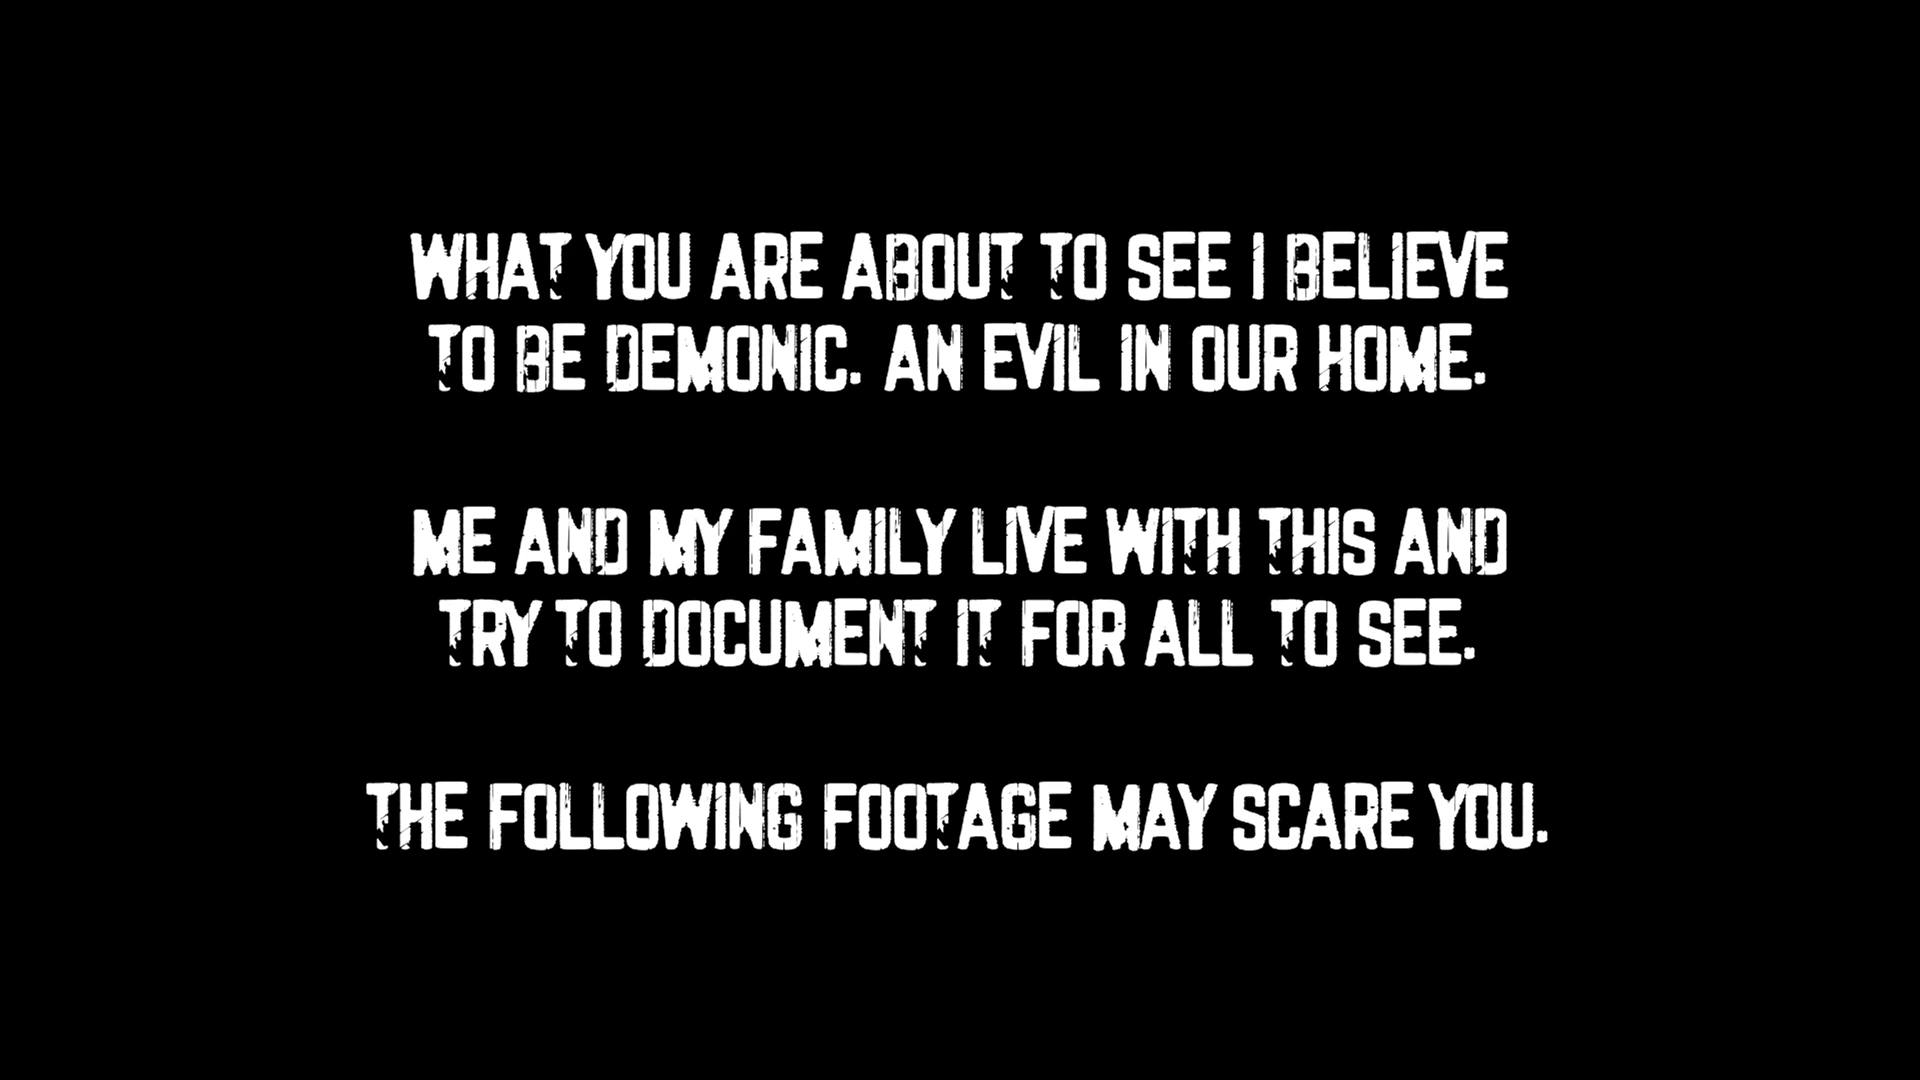 WHAT YOU ARE ABOUT TO SEE I BELIEVE
TO BE DEMONIC. AN EVIL IN OUR HOME.
ME AND MY FAMILY LIVE WITH THIS AND
TRY TO DOCUMENT IT FOR ALL TO SEE.
THE FOLLOWING FOOTAGE MAY SCARE YOU.